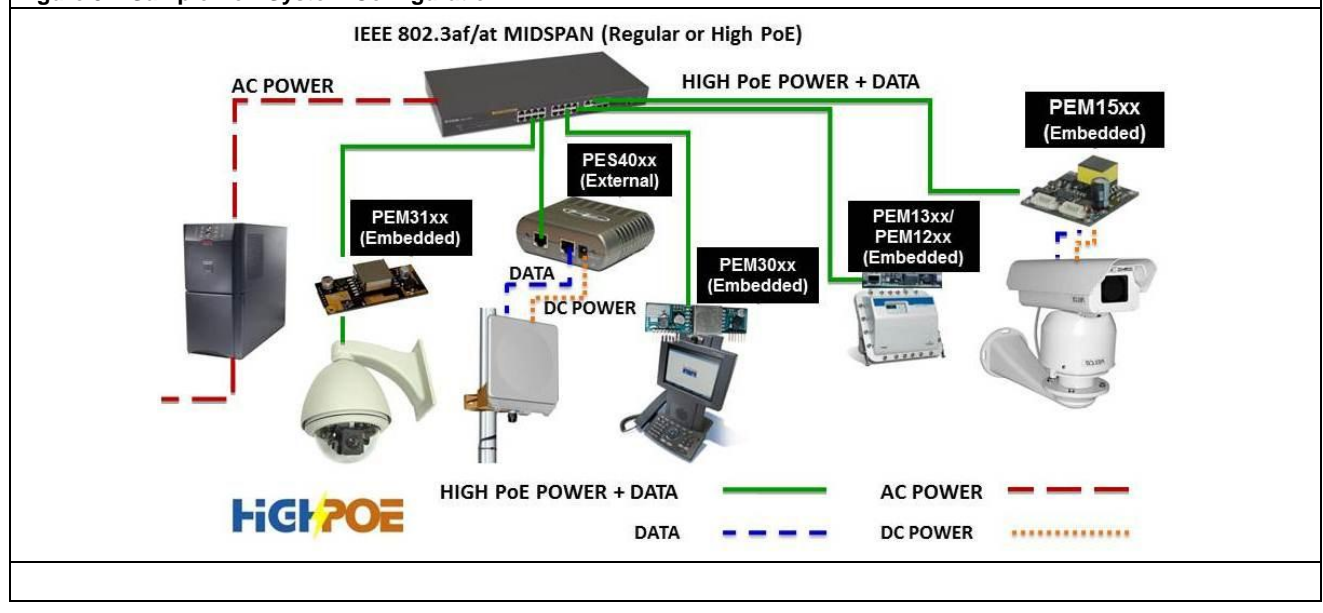 IEEE 802.3af/at MIDSPAN (Regular or High PoE)
AC POWER
HIGH PoE POWER + DATA
PEM15xx
(Embedded)
PES40xx
(External)
PEM31xx
(Embedded)
PEM13xx/
PEM12xx
(Embedded)
PEM30xx
(Embedded)
DATA
DC POWER
HIGH PoE POWER + DATA
AC POWER
DATA
DC POWER
HiGHPOE